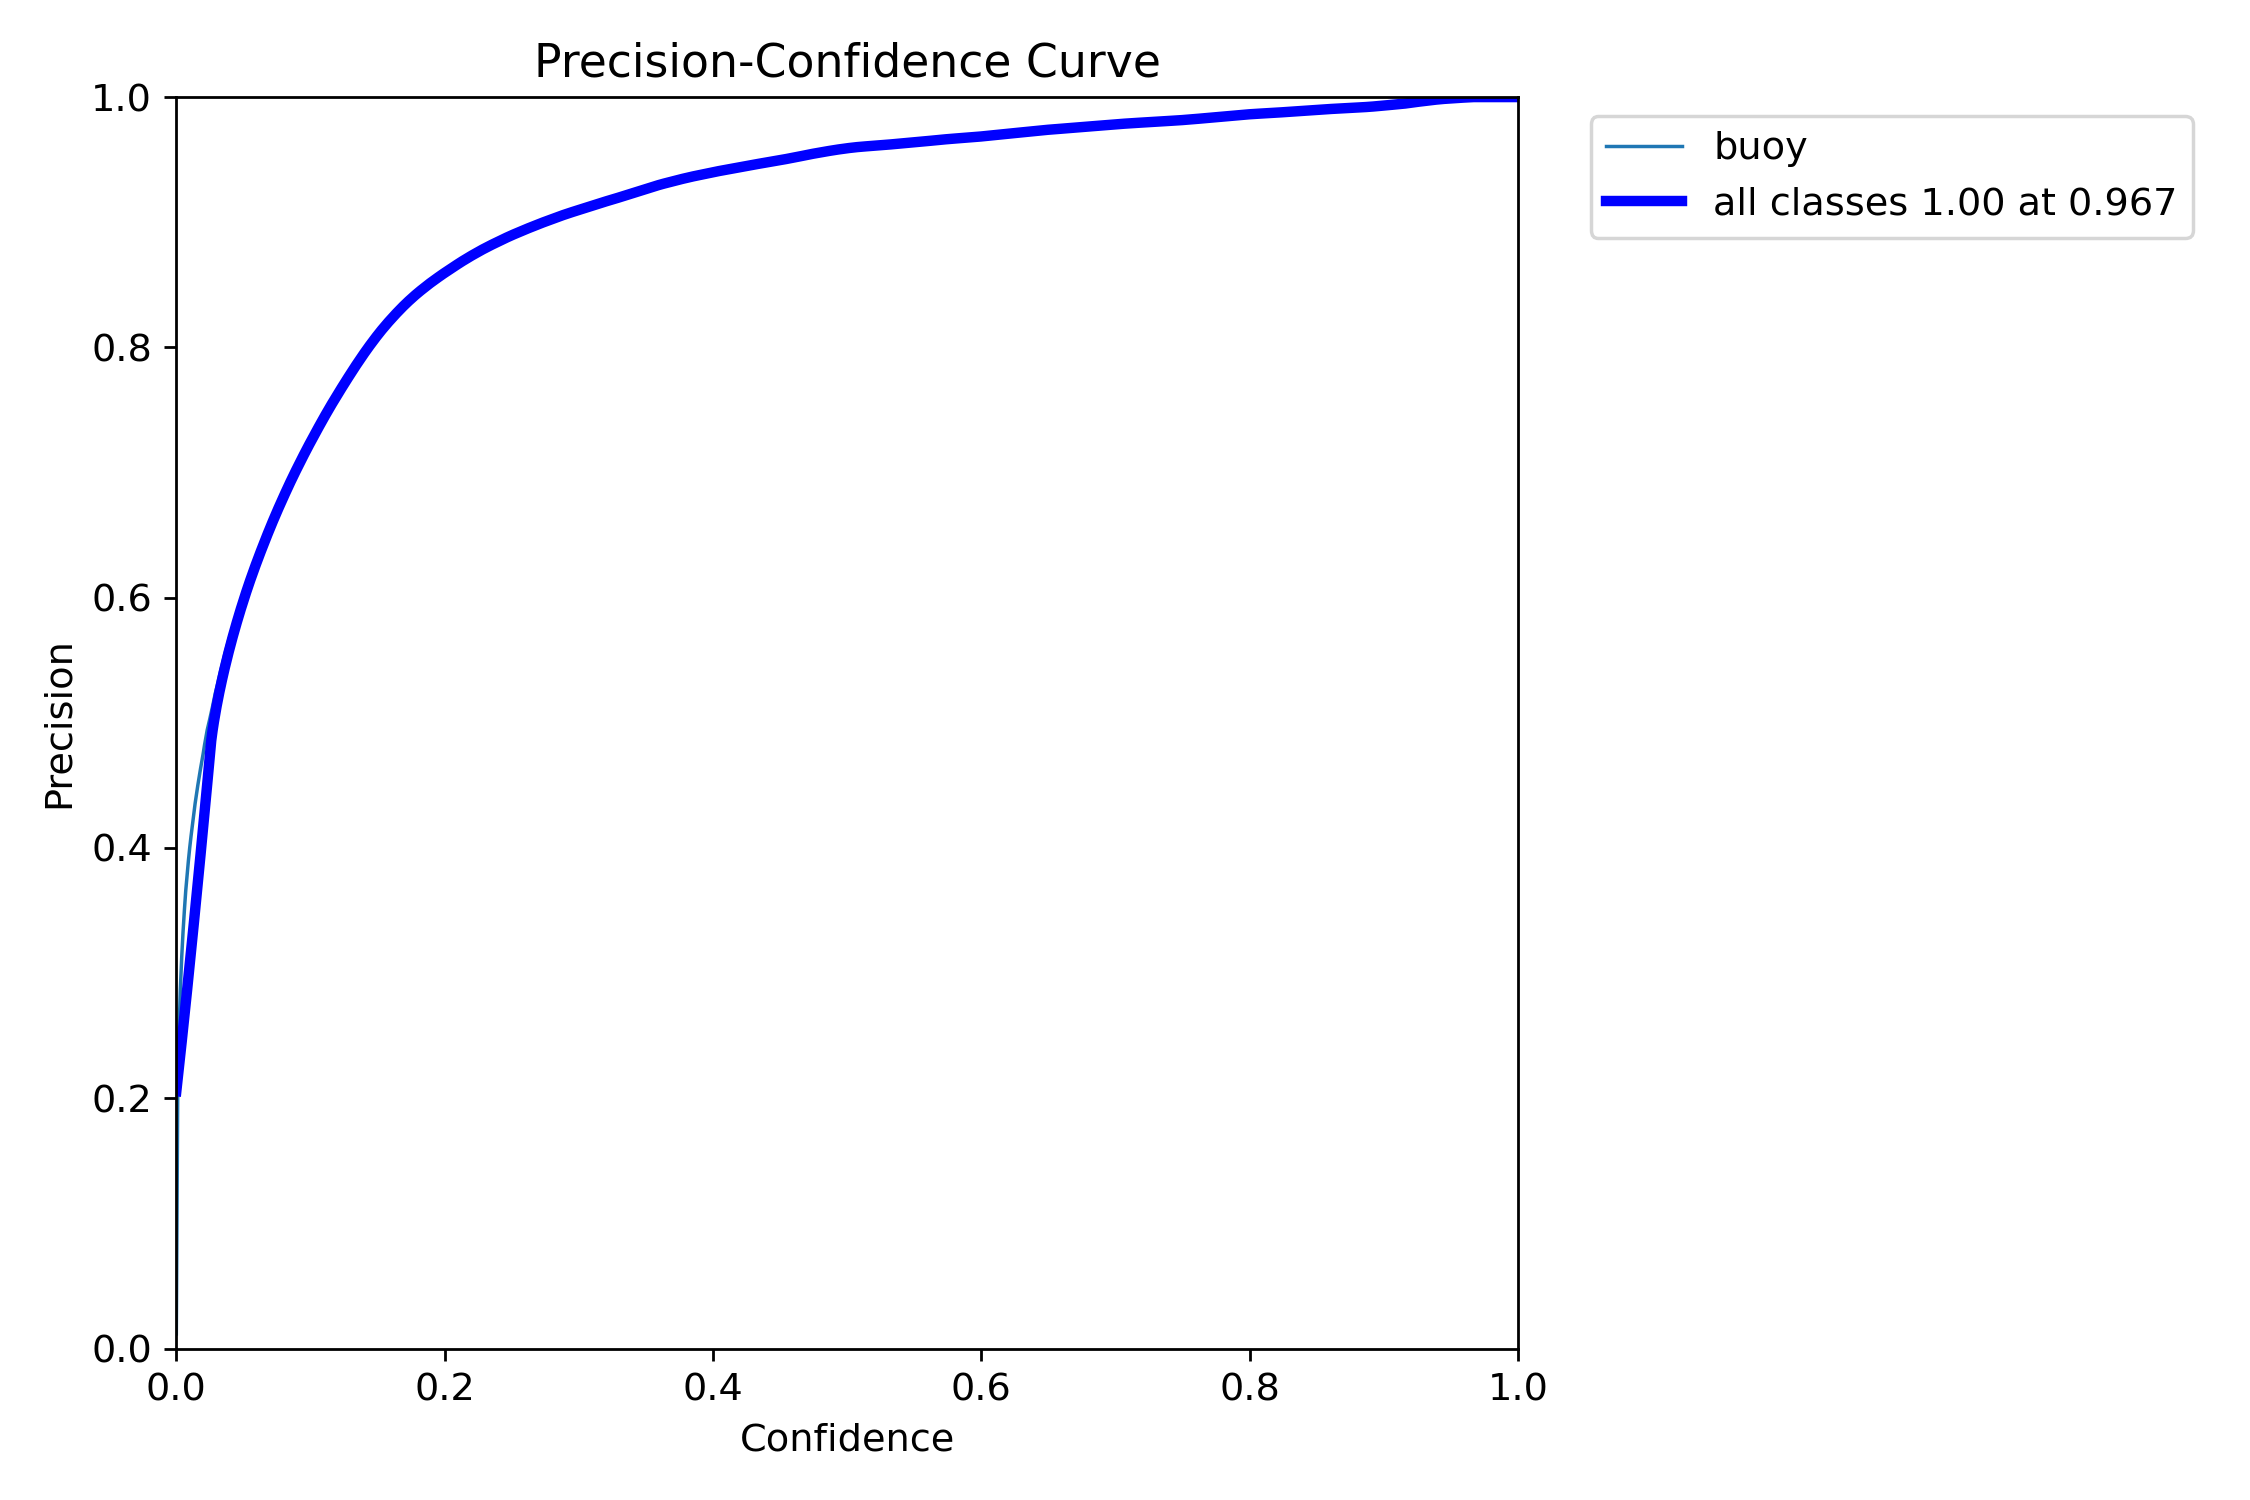 Precision-Confidence Curve
buoy
all classes 1.00 at 0.967
Precision
1.0
0.8
0.6
0.4
0.2
0.0
0.0 0.2 0.4 0.6 0.8 1.0
Confidence